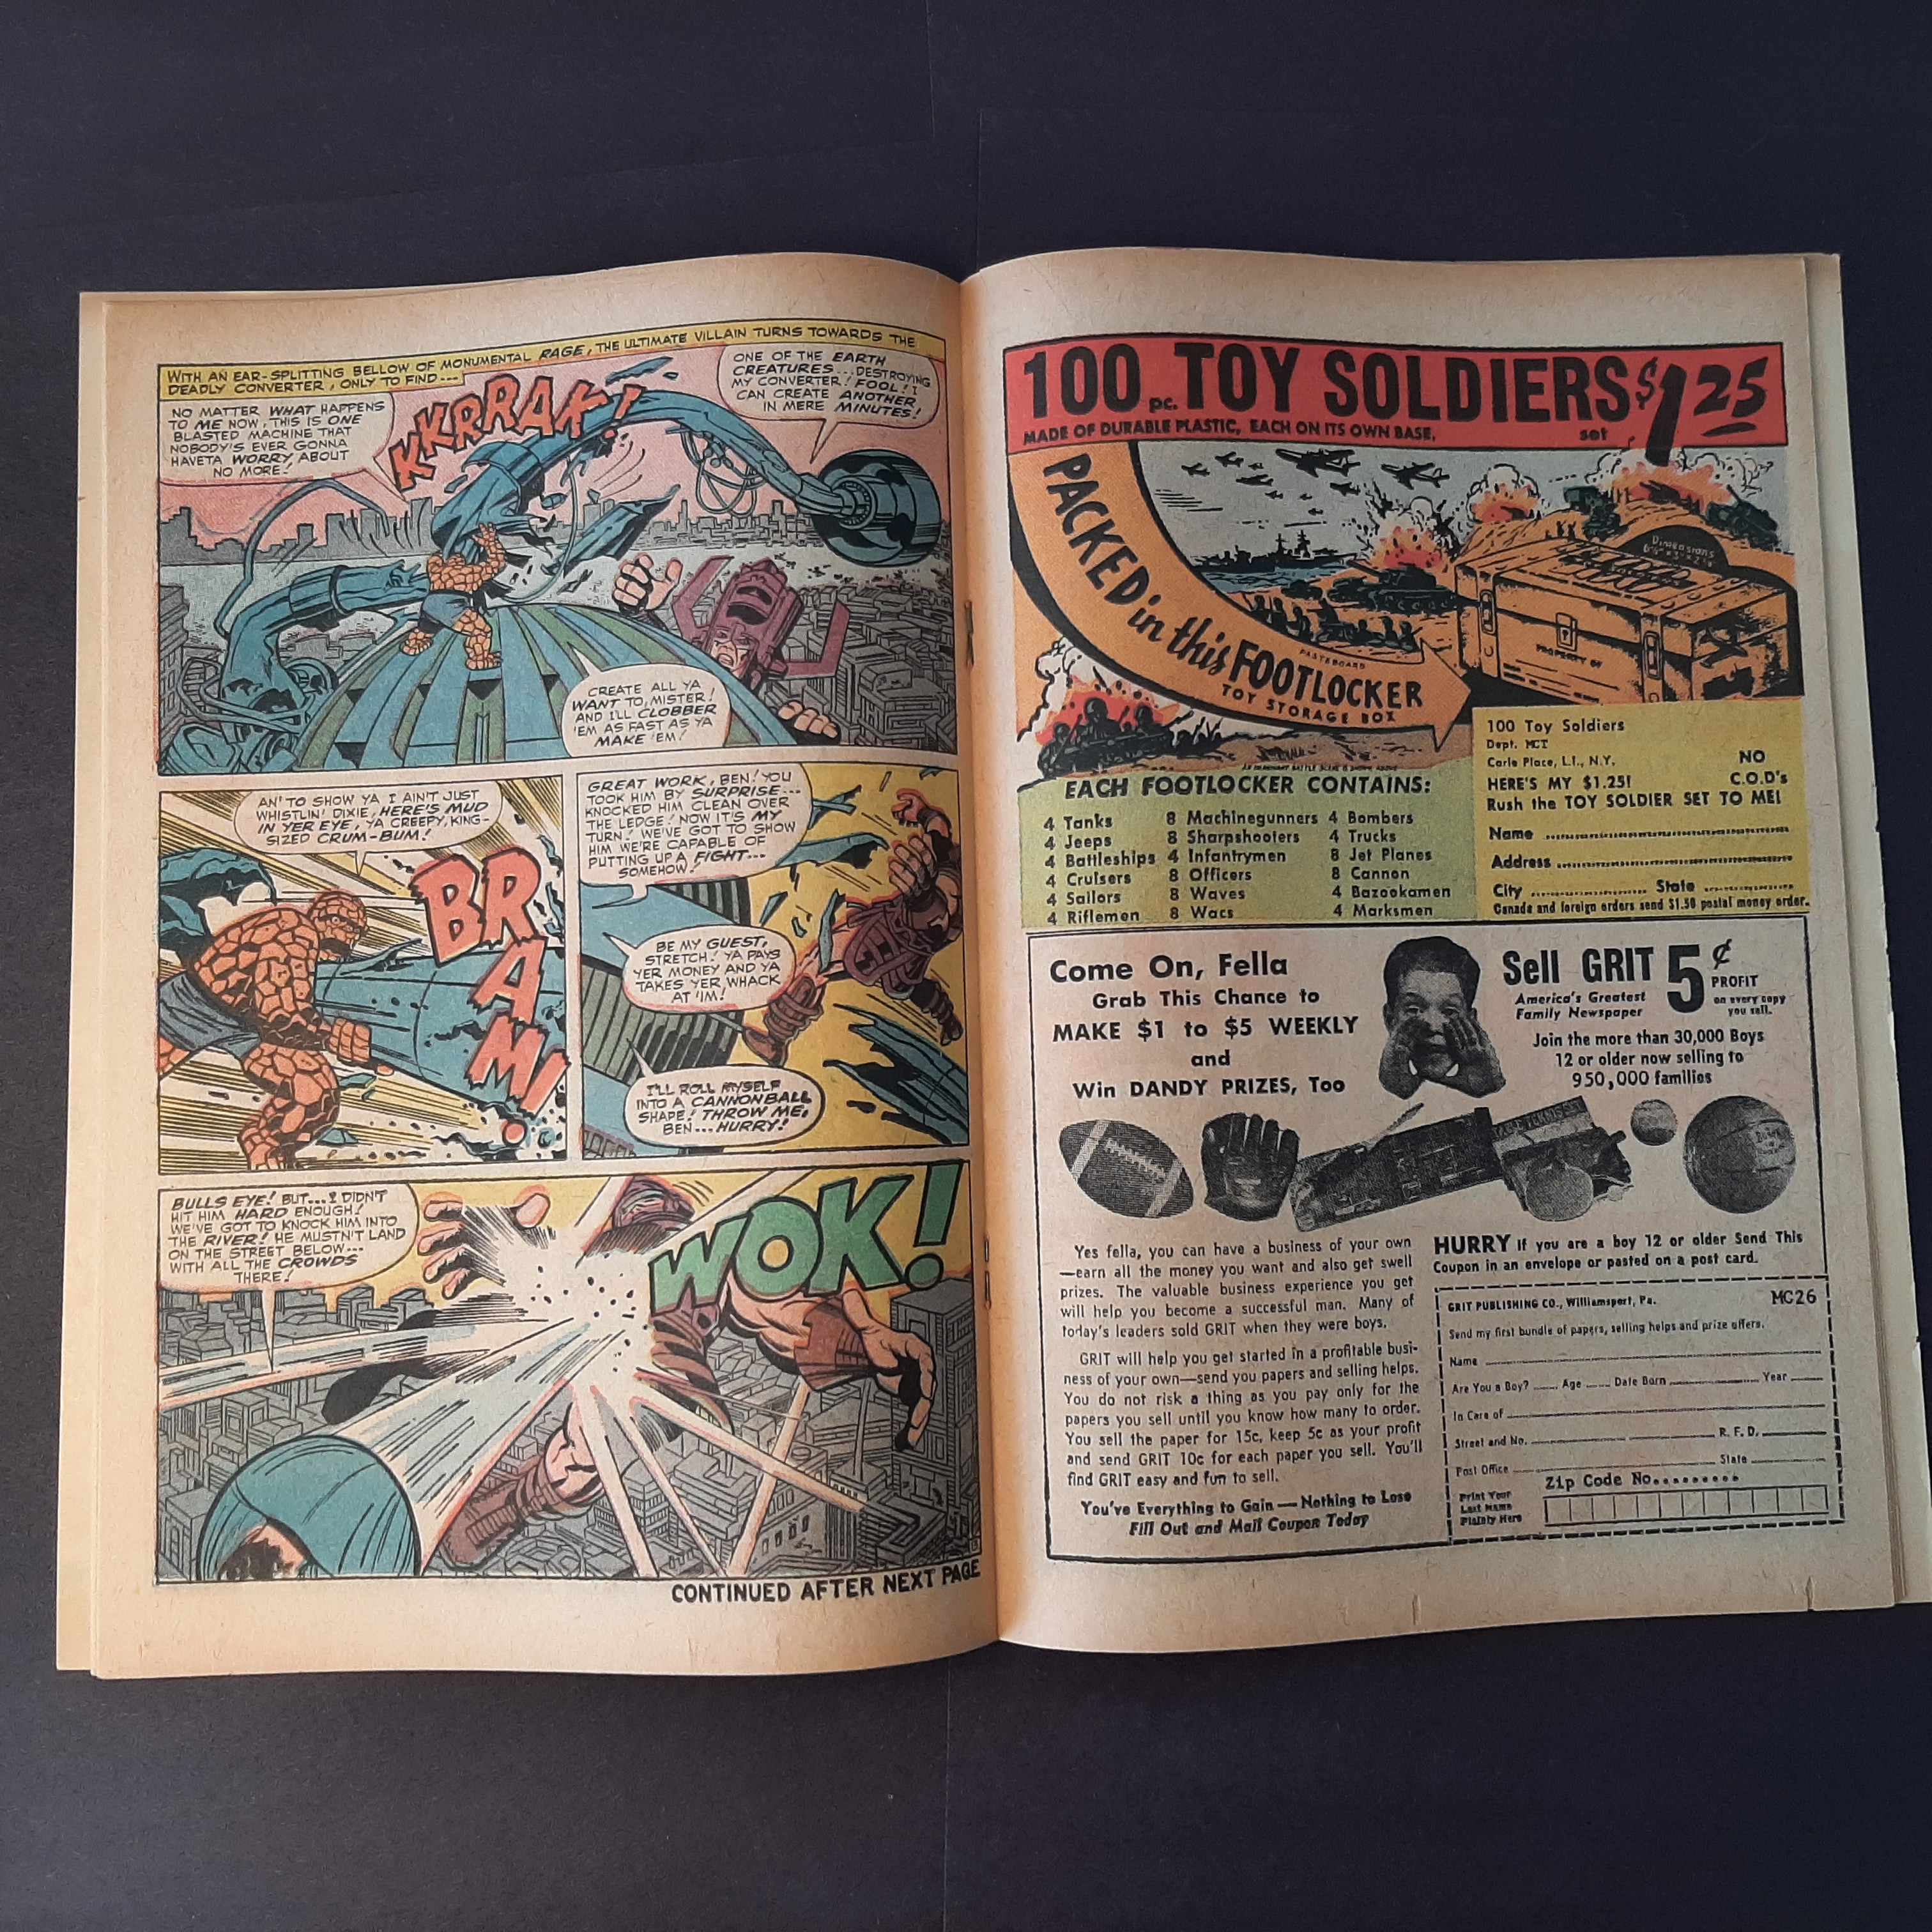 WITH AN EAR-SPLITTING BELLOW OF MONUMENTAL RAGE, THE ULTIMATE VILLAIN TURNS TOWARDS THE
DEADLY CONVERTER, ONLY TO FIND---
NO MATTER WHAT HAPPENS
TO ME NOW, THIS IS ONE
BLASTED MACHINE THAT
NOBODY'S EVER GONNA
HAVETA WORRY ABOUT
NO MORE!
K'KRRAK!
ONE OF THE EARTH
CREATURES...DESTROYING
MY CONVERTER! FOOL! I
CAN CREATE ANOTHER
IN MERE MINUTES!
CREATE ALL YA
WANT TO, MISTER!
AND I'LL CLOBBER
'EM AS FAST AS YA
MAKE 'EM!
AN' TO SHOW YA I AIN'T JUST
WHISTLIN' DIXIE, HERE'S MUD
IN YER EYE, YA CREEPY, KING-
SIZED CRUM-BUM!
BRAM!
GREAT WORK, BEN! YOU
TOOK HIM BY SURPRISE---
KNOCKED HIM CLEAN OVER
THE LEDGE! NOW IT'S MY
TURN! WE'VE GOT TO SHOW
HIM WE'RE CAPABLE OF
PUTTING UP A FIGHT---
SOMEHOW!
BE MY GUEST,
STRETCH! YA PAYS
YER MONEY AND YA
TAKES YER WHACK
AT 'IM!
I'LL ROLL MYSELF
INTO A CANNONBALL
SHAPE! THROW ME,
BEN---HURRY!
BULLS EYE! BUT---I DIDN'T
HIT HIM HARD ENOUGH!
WE'VE GOT TO KNOCK HIM INTO
THE RIVER! HE MUSTN'T LAND
ON THE STREET BELOW---
WITH ALL THE CROWDS
THERE!
WOK!
CONTINUED AFTER NEXT PAGE
100 pc. TOY SOLDIERS $1 25
MADE OF DURABLE PLASTIC, EACH ON ITS OWN BASE,
set
PACKED in this FOOTLOCKER
PASTEBOARD
TOY STORAGE BOX
PROPERTY OF
EACH FOOTLOCKER CONTAINS:
4 Tanks 8 Machinegunners 4 Bombers
4 Jeeps 8 Sharpshooters 4 Trucks
4 Battleships 4 Infantrymen 8 Jet Planes
4 Cruisers 8 Officers 8 Cannon
4 Sailors 8 Waves 4 Bazookamen
4 Riflemen 8 Wacs 4 Marksmen
100 Toy Soldiers
Dept. MCT
Carle Place, L.I., N.Y.
NO
C.O.D's
HERE'S MY $1.25!
Rush the TOY SOLDIER SET TO ME!
Name
Address
City State
Canada and foreign orders send $1.50 postal money order.
Come On, Fella
Grab This Chance to
MAKE $1 to $5 WEEKLY
and
Win DANDY PRIZES, Too
Sell GRIT 5¢ PROFIT
on every copy
you sell.
America's Greatest
Family Newspaper
Join the more than 30,000 Boys
12 or older now selling to
950,000 families
Yes fella, you can have a business of your own
—earn all the money you want and also get swell
prizes. The valuable business experience you get
will help you become a successful man. Many of
today's leaders sold GRIT when they were boys.
GRIT will help you get started in a profitable busi-
ness of your own—send you papers and selling helps.
You do not risk a thing as you pay only for the
papers you sell until you know how many to order.
You sell the paper for 15c, keep 5c as your profit
and send GRIT 10c for each paper you sell. You'll
find GRIT easy and fun to sell.
You've Everything to Gain — Nothing to Lose
Fill Out and Mail Coupon Today
HURRY If you are a boy 12 or older Send This
Coupon in an envelope or pasted on a post card.
GRIT PUBLISHING CO., Williamsport, Pa.
MC26
Send my first bundle of papers, selling helps and prize offers.
Name
Are You a Boy? Age Date Born Year
In Care of
Street and No. R. F. D.
Post Office State
Zip Code No.
Print Your
Last Name
Plainly Here